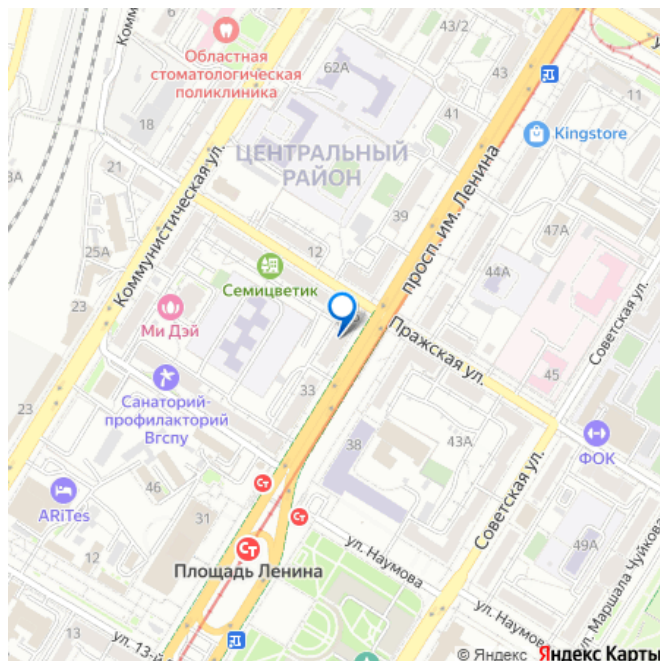 Комму
43/2
Областная
стоматологическая
поликлиника
62А
43
11
18
41
Kingstore
ЦЕНТРАЛЬНЫЙ
РАЙОН
21
39
просп. им. Ленина
47А
Коммунистическая ул.
25А
12
44А
Семицветик
23
Ми Дэй
Пражская ул.
Советская ул.
45
33
Санаторий-
профилакторий
Вгспу
23
38
43А
ФОК
46
ARiTes
31
Советская ул.
Площадь Ленина
ул. Наумова
49А
12
ул. Маршала Чуйкова
13
ул. 13-й
ул. Наумова
© Яндекс Яндекс Карты